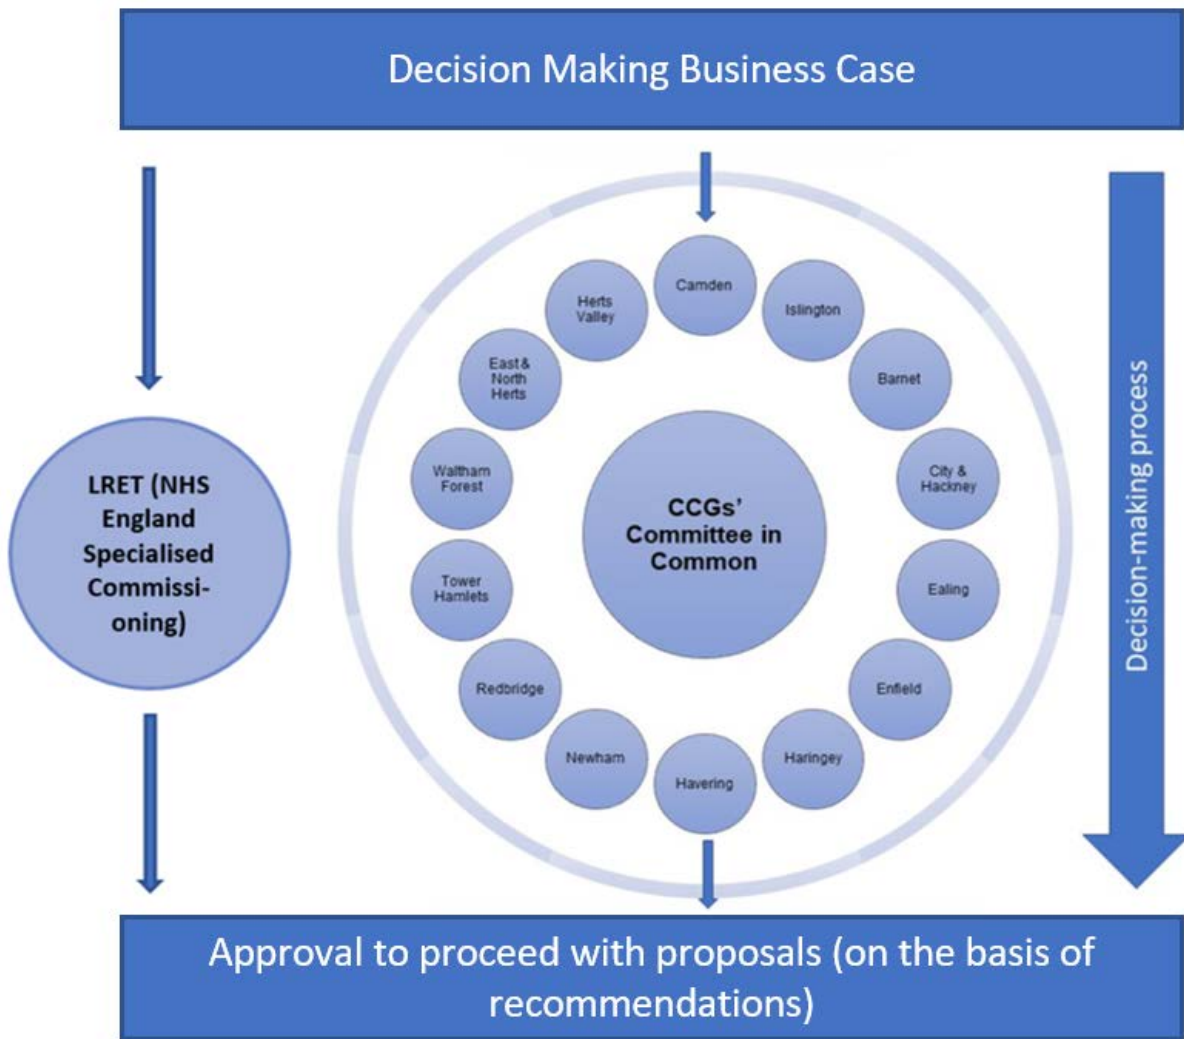 Decision Making Business Case
Camden
Islington
Barnet
City &
Hackney
Ealing
Enfield
Haringey
Havering
Newham
Redbridge
Tower
Hamlets
Waltham
Forest
East &
North
Herts
Herts
Valley
CCGs'
Committee in
Common
LRET (NHS
England
Specialised
Commissi-
oning)
Decision-making process
Approval to proceed with proposals (on the basis of
recommendations)